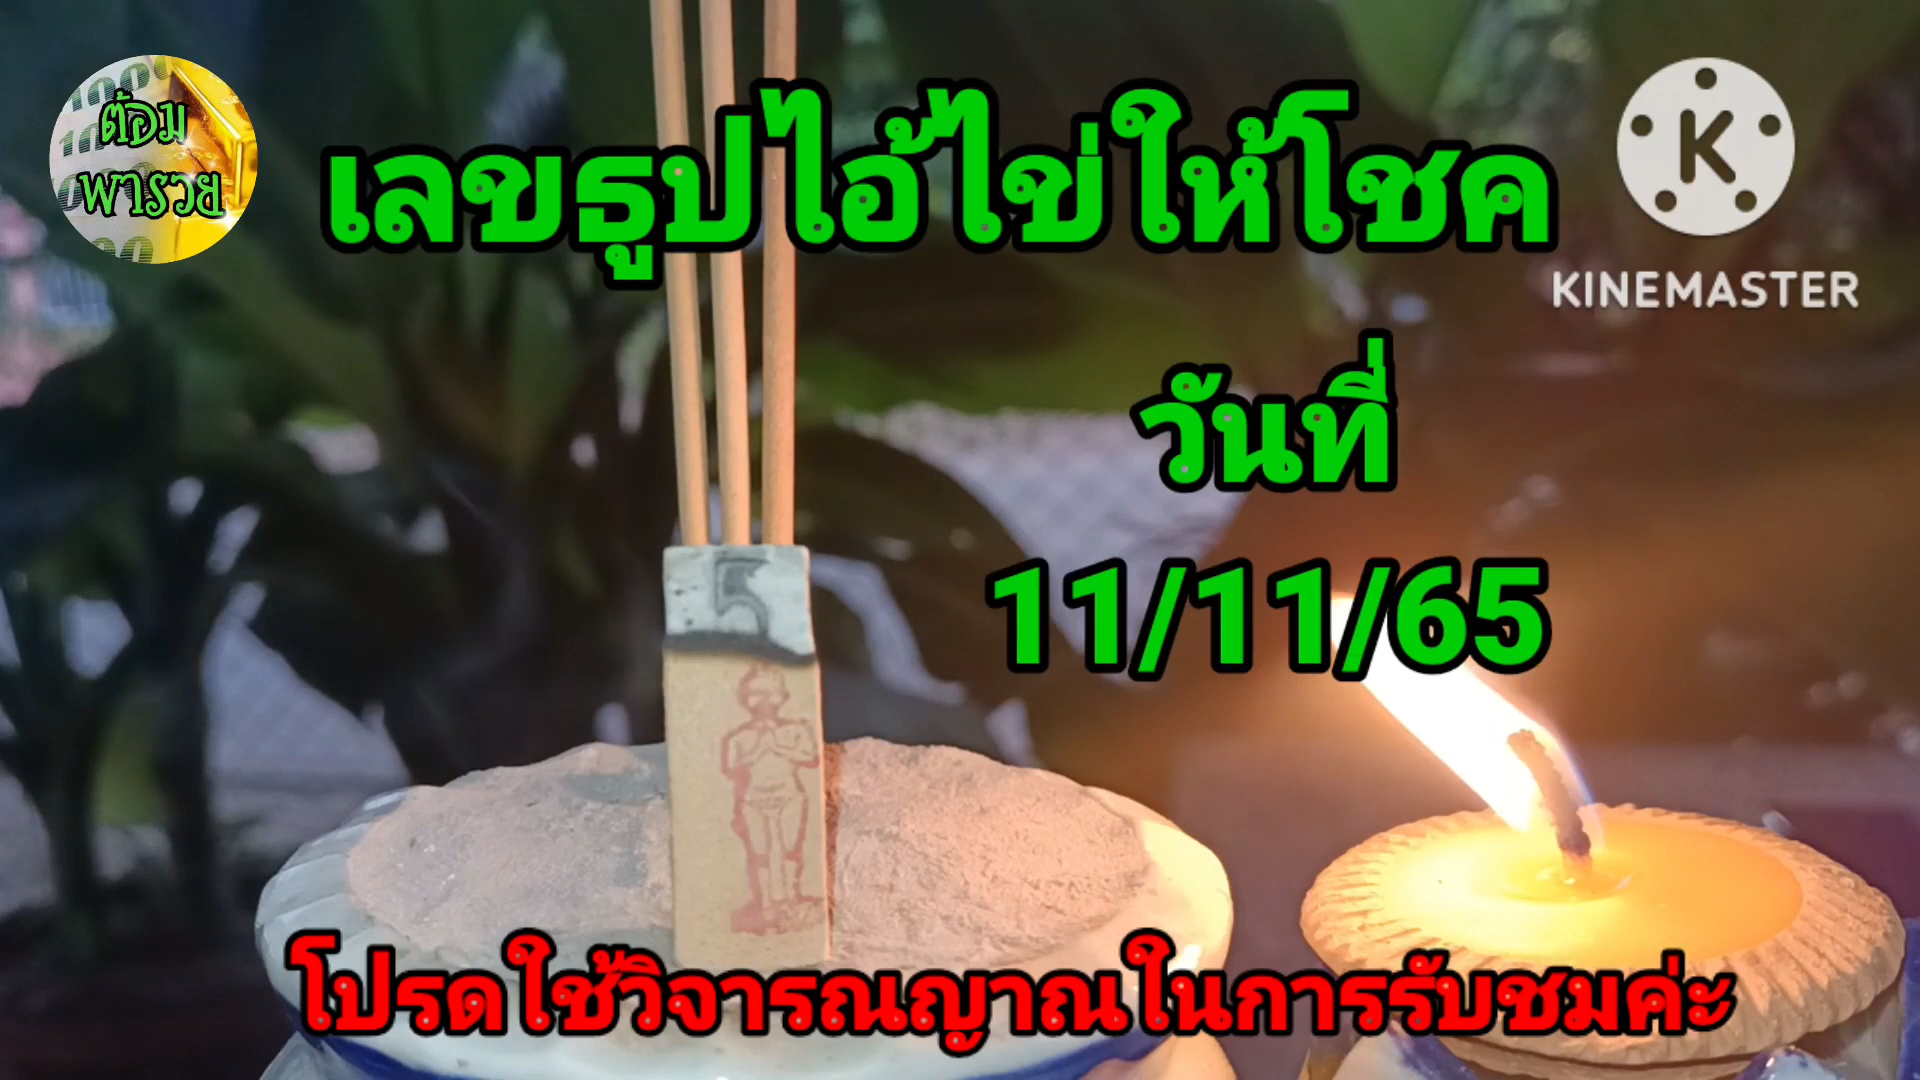 ต้อม
พารวย
เลขธูปไอ้ไข่ให้โชค
K
KINEMASTER
วันที่
11/11/65
5
โปรดใช้วิจารณญาณในการรับชมค่ะ